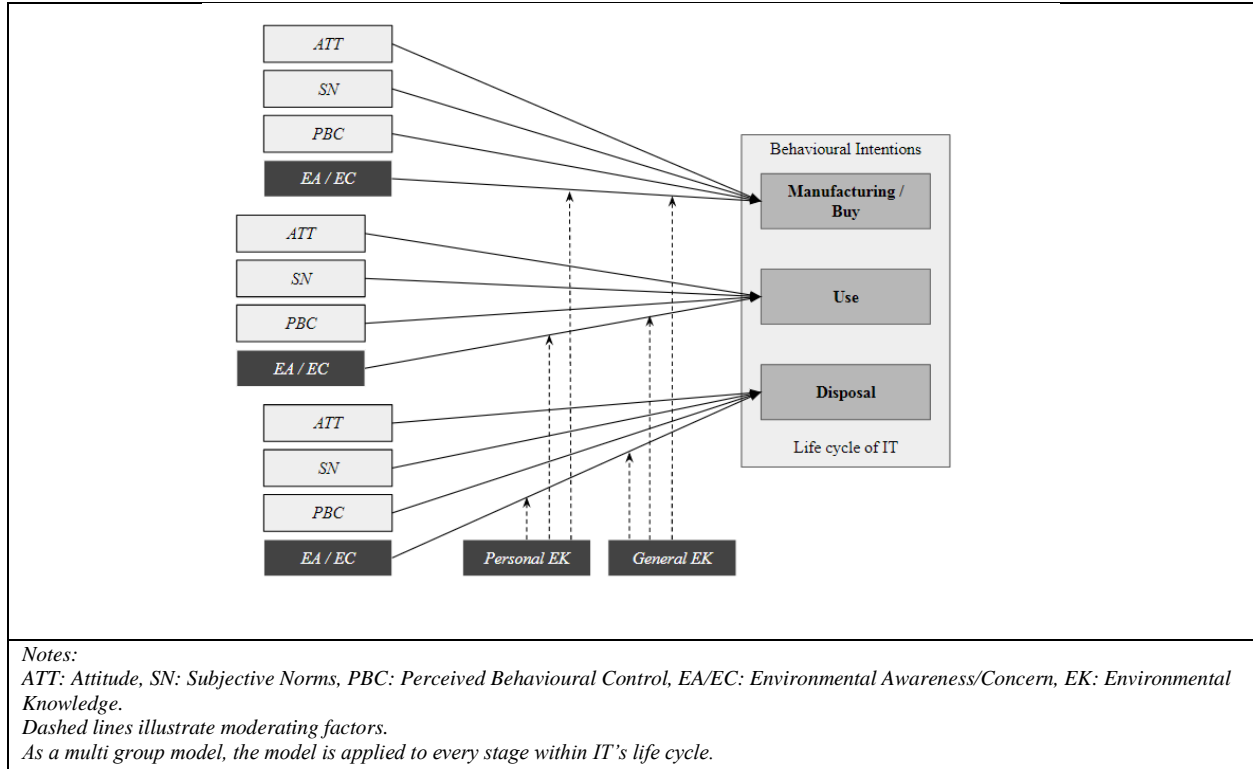 ATT
SN
PBC
EA / EC
ATT
SN
PBC
EA / EC
ATT
SN
PBC
EA / EC
Personal EK
General EK
Behavioural Intentions
Manufacturing /
Buy
Use
Disposal
Life cycle of IT
Notes:
ATT: Attitude, SN: Subjective Norms, PBC: Perceived Behavioural Control, EA/EC: Environmental Awareness/Concern, EK: Environmental
Knowledge.
Dashed lines illustrate moderating factors.
As a multi group model, the model is applied to every stage within IT's life cycle.